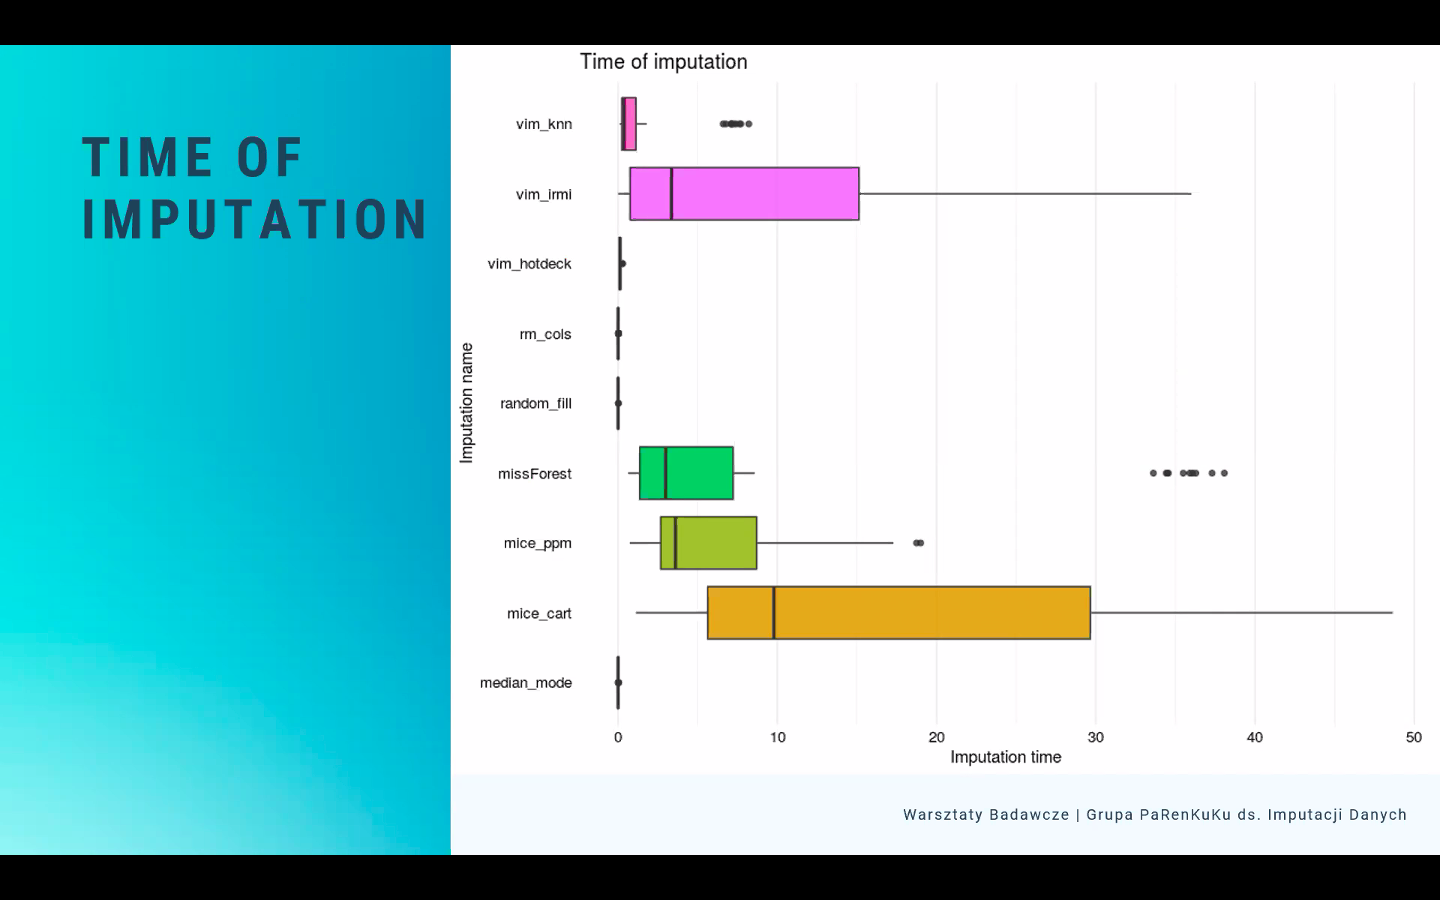 TIME OF
IMPUTATION
Time of imputation
Imputation name
vim_knn
vim_irmi
vim_hotdeck
rm_cols
random_fill
missForest
mice_ppm
mice_cart
median_mode
0 10 20 30 40 50
Imputation time
Warsztaty Badawcze | Grupa PaRenKuKu ds. Imputacji Danych